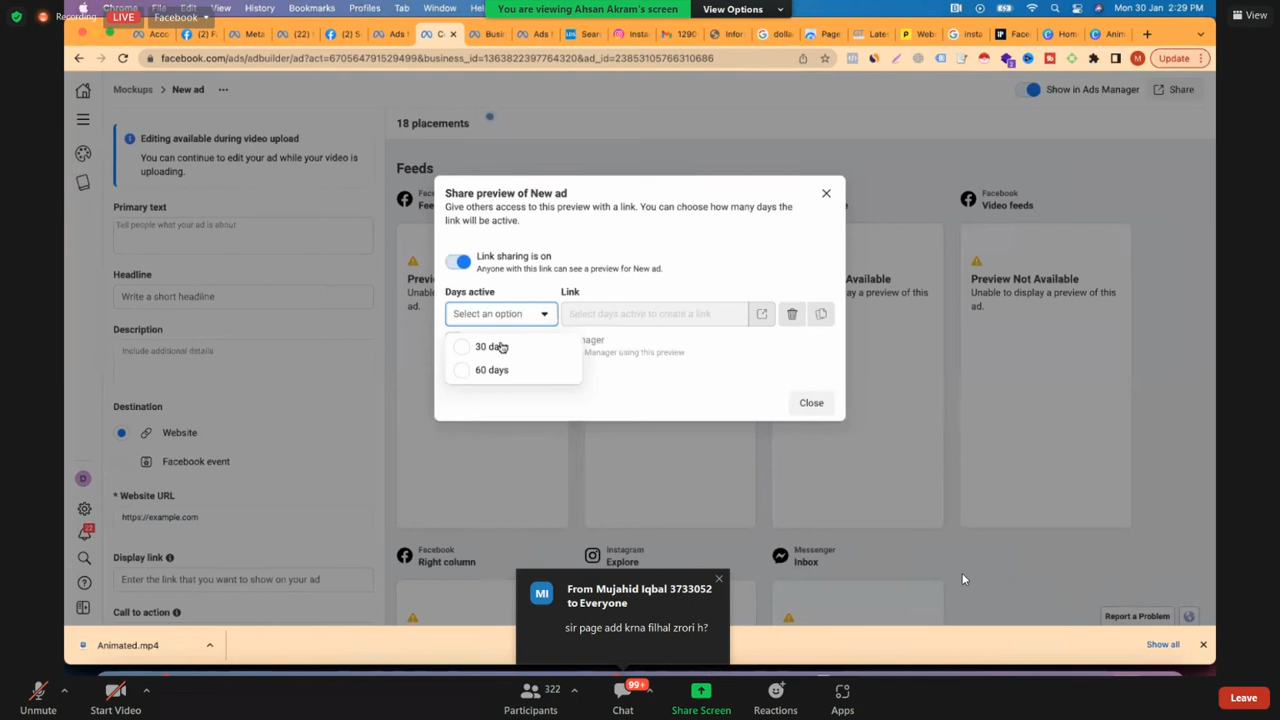 View
History
Bookmarks
Profiles
Tab
Window
Help
You are viewing Ahsan Akram's screen
View Options
Mon 30 Jan 2:29 PM
View
Recording
LIVE
Facebook
facebook.com/ads/adbuilder/ad?act=670564791529499&business_id=1363822397764320&ad_id=23853105766310686
Update
Mockups > New ad ...
Show in Ads Manager
Share
Editing available during video upload
You can continue to edit your ad while your video is
uploading.
18 placements
Feeds
Facebook
Video feeds
Primary text
Tell people what your ad is about
Headline
Write a short headline
Description
Include additional details
Destination
Website
Facebook event
* Website URL
https://example.com
Display link
Enter the link that you want to show on your ad
Call to action
Share preview of New ad
Give others access to this preview with a link. You can choose how many days the
link will be active.
Link sharing is on
Anyone with this link can see a preview for New ad.
Days active
Link
Select an option
Select days active to create a link
30 days
60 days
Manager using this preview
Close
Preview Not Available
Unable to display a preview of this
ad.
Facebook
Right column
Instagram
Explore
Messenger
Inbox
From Mujahid Iqbal 3733052
to Everyone
sir page add krna filhal zrori h?
Report a Problem
22
D
Animated.mp4
Show all
Unmute
Start Video
322
Participants
99+
Chat
Share Screen
Reactions
Apps
Leave